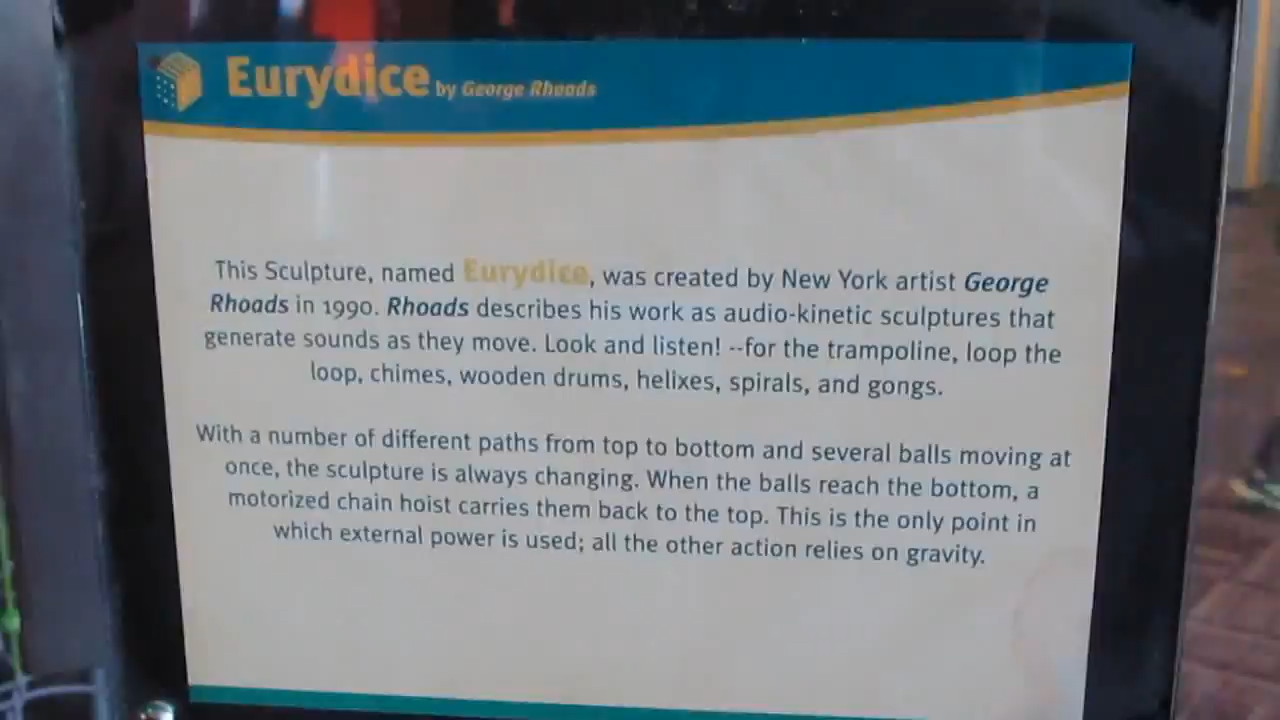 Eurydice by George Rhoads
This Sculpture, named Eurydice, was created by New York artist George
Rhoads in 1990. Rhoads describes his work as audio-kinetic sculptures that
generate sounds as they move. Look and listen! --for the trampoline, loop the
loop, chimes, wooden drums, helixes, spirals, and gongs.
With a number of different paths from top to bottom and several balls moving at
once, the sculpture is always changing. When the balls reach the bottom, a
motorized chain hoist carries them back to the top. This is the only point in
which external power is used; all the other action relies on gravity.